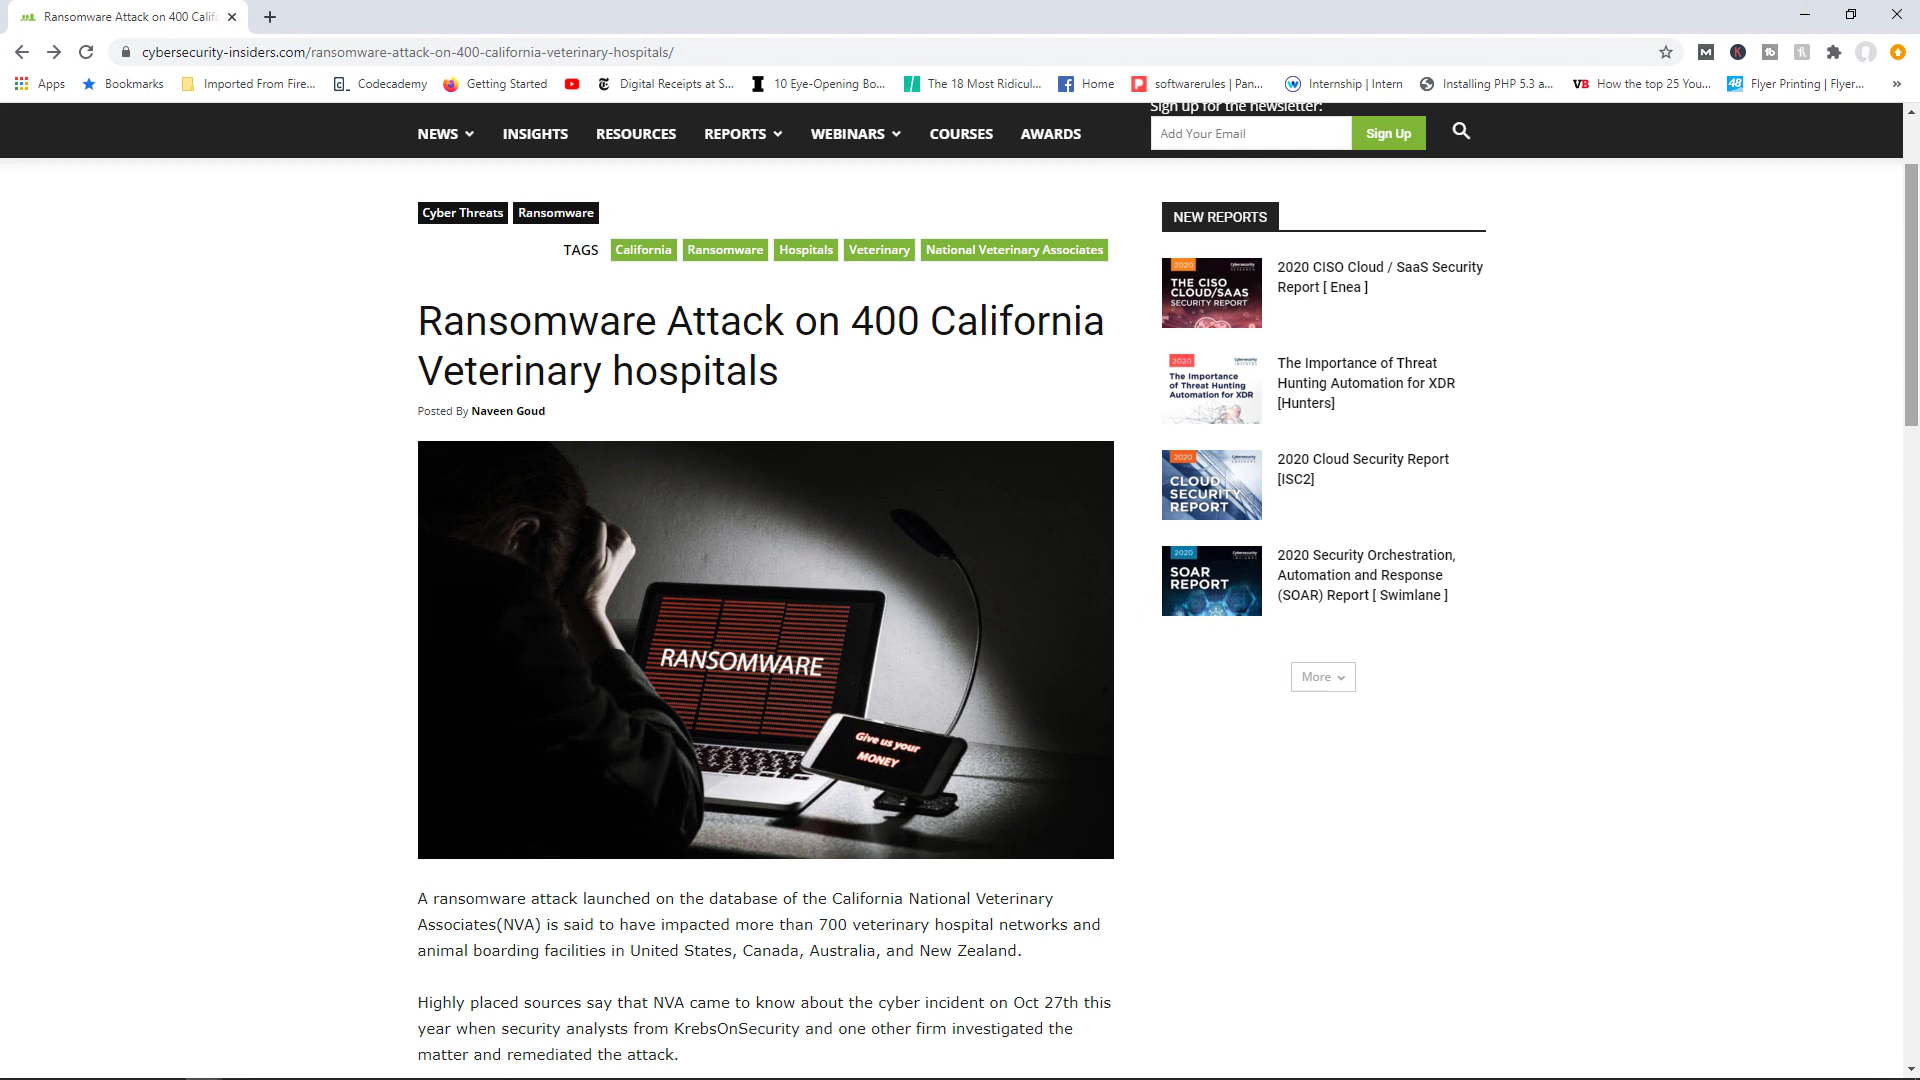 Ransomware Attack on 400 Calif
cybersecurity-insiders.com/ransomware-attack-on-400-california-veterinary-hospitals/
Apps Bookmarks Imported From Fire... Codecademy Getting Started Digital Receipts at S... 10 Eye-Opening Bo... The 18 Most Ridicul... Home softwarerules | Pan... Internship | Intern Installing PHP 5.3 a... How the top 25 You... Flyer Printing | Flyer... »
Sign up for the newsletter:
NEWS INSIGHTS RESOURCES REPORTS WEBINARS COURSES AWARDS
Add Your Email Sign Up
Cyber Threats Ransomware
TAGS California Ransomware Hospitals Veterinary National Veterinary Associates
Ransomware Attack on 400 California
Veterinary hospitals
Posted By Naveen Goud
RANSOMWARE
Give us your
MONEY
A ransomware attack launched on the database of the California National Veterinary
Associates(NVA) is said to have impacted more than 700 veterinary hospital networks and
animal boarding facilities in United States, Canada, Australia, and New Zealand.
Highly placed sources say that NVA came to know about the cyber incident on Oct 27th this
year when security analysts from KrebsOnSecurity and one other firm investigated the
matter and remediated the attack.
NEW REPORTS
2020
THE CISO
CLOUD/SAAS
SECURITY REPORT
2020 CISO Cloud / SaaS Security
Report [ Enea ]
2020
The Importance
of Threat Hunting
Automation for XDR
The Importance of Threat
Hunting Automation for XDR
[Hunters]
2020
CLOUD
SECURITY
REPORT
2020 Cloud Security Report
[ISC2]
2020
SOAR
REPORT
2020 Security Orchestration,
Automation and Response
(SOAR) Report [ Swimlane ]
More